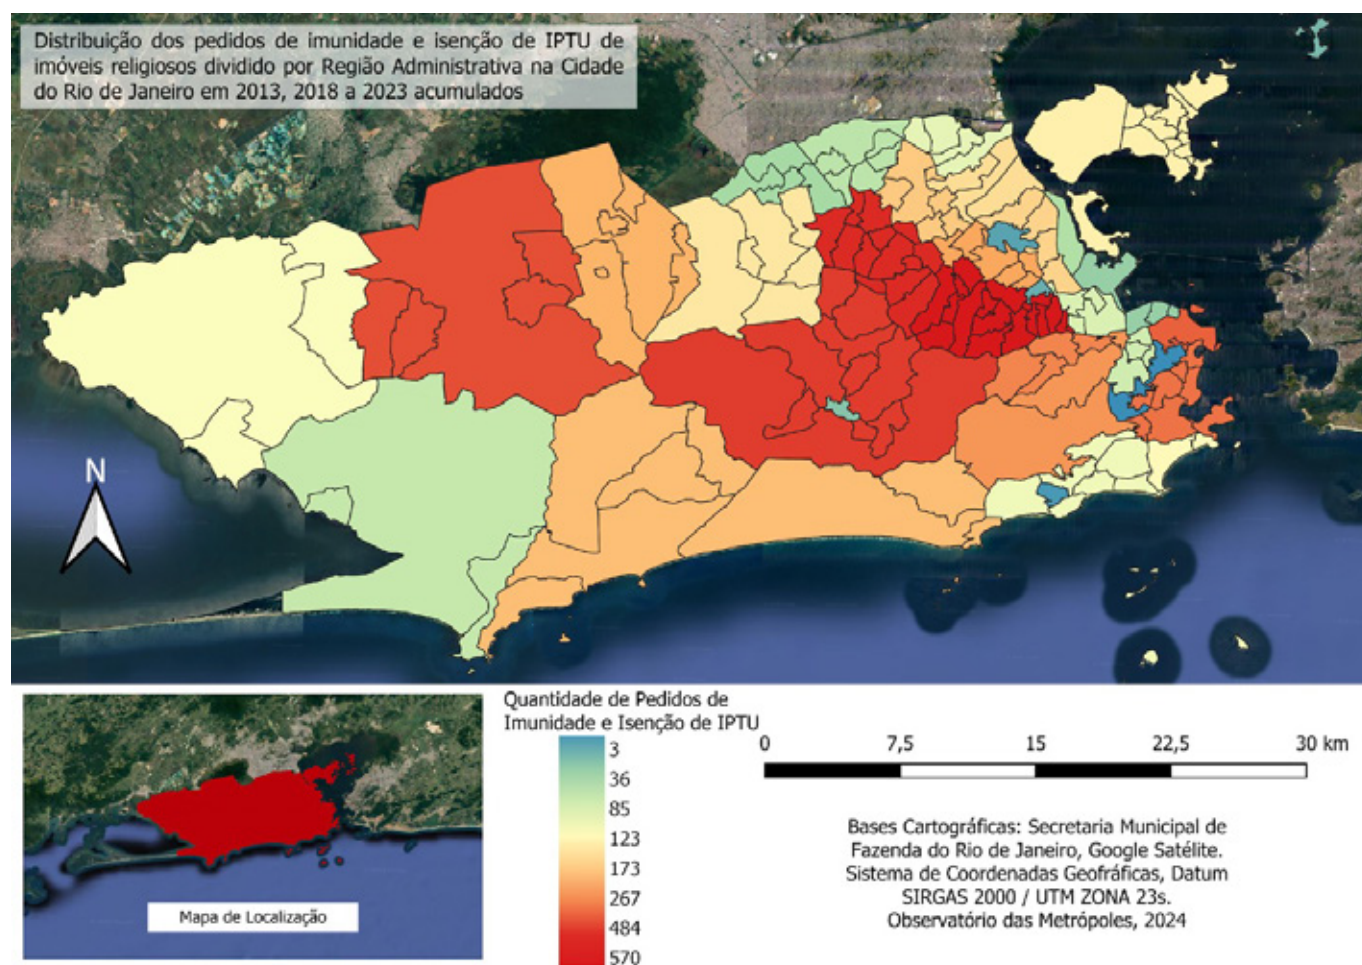 Distribuição dos pedidos de imunidade e isenção de IPTU de
imóveis religiosos dividido por Região Administrativa na Cidade
do Rio de Janeiro em 2013, 2018 a 2023 acumulados
N
Mapa de Localização
Quantidade de Pedidos de
Imunidade e Isenção de IPTU
3
36
85
123
173
267
484
570
0 7,5 15 22,5 30 km
Bases Cartográficas: Secretaria Municipal de
Fazenda do Rio de Janeiro, Google Satélite.
Sistema de Coordenadas Geofráficas, Datum
SIRGAS 2000 / UTM ZONA 23s.
Observatório das Metrópoles, 2024